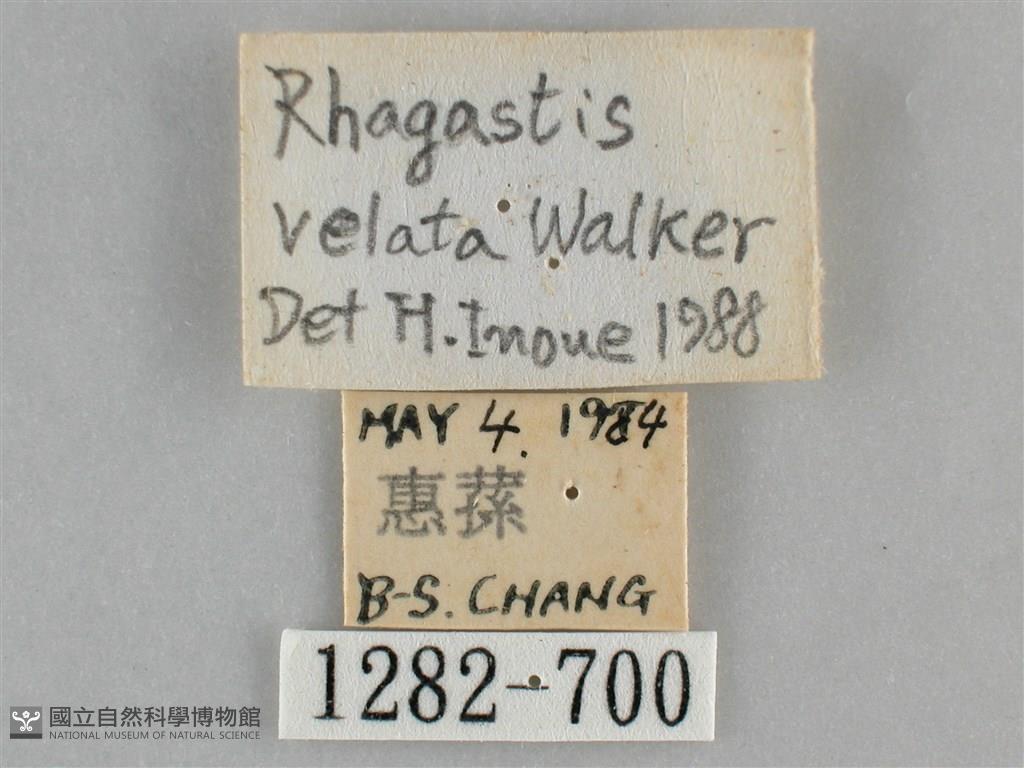 Rhagastis
velata Walker
Det H. Inoue 1988
MAY 4. 1984
惠蓀
B-S. CHANG
1282-700
國立自然科學博物館
NATIONAL MUSEUM OF NATURAL SCIENCE